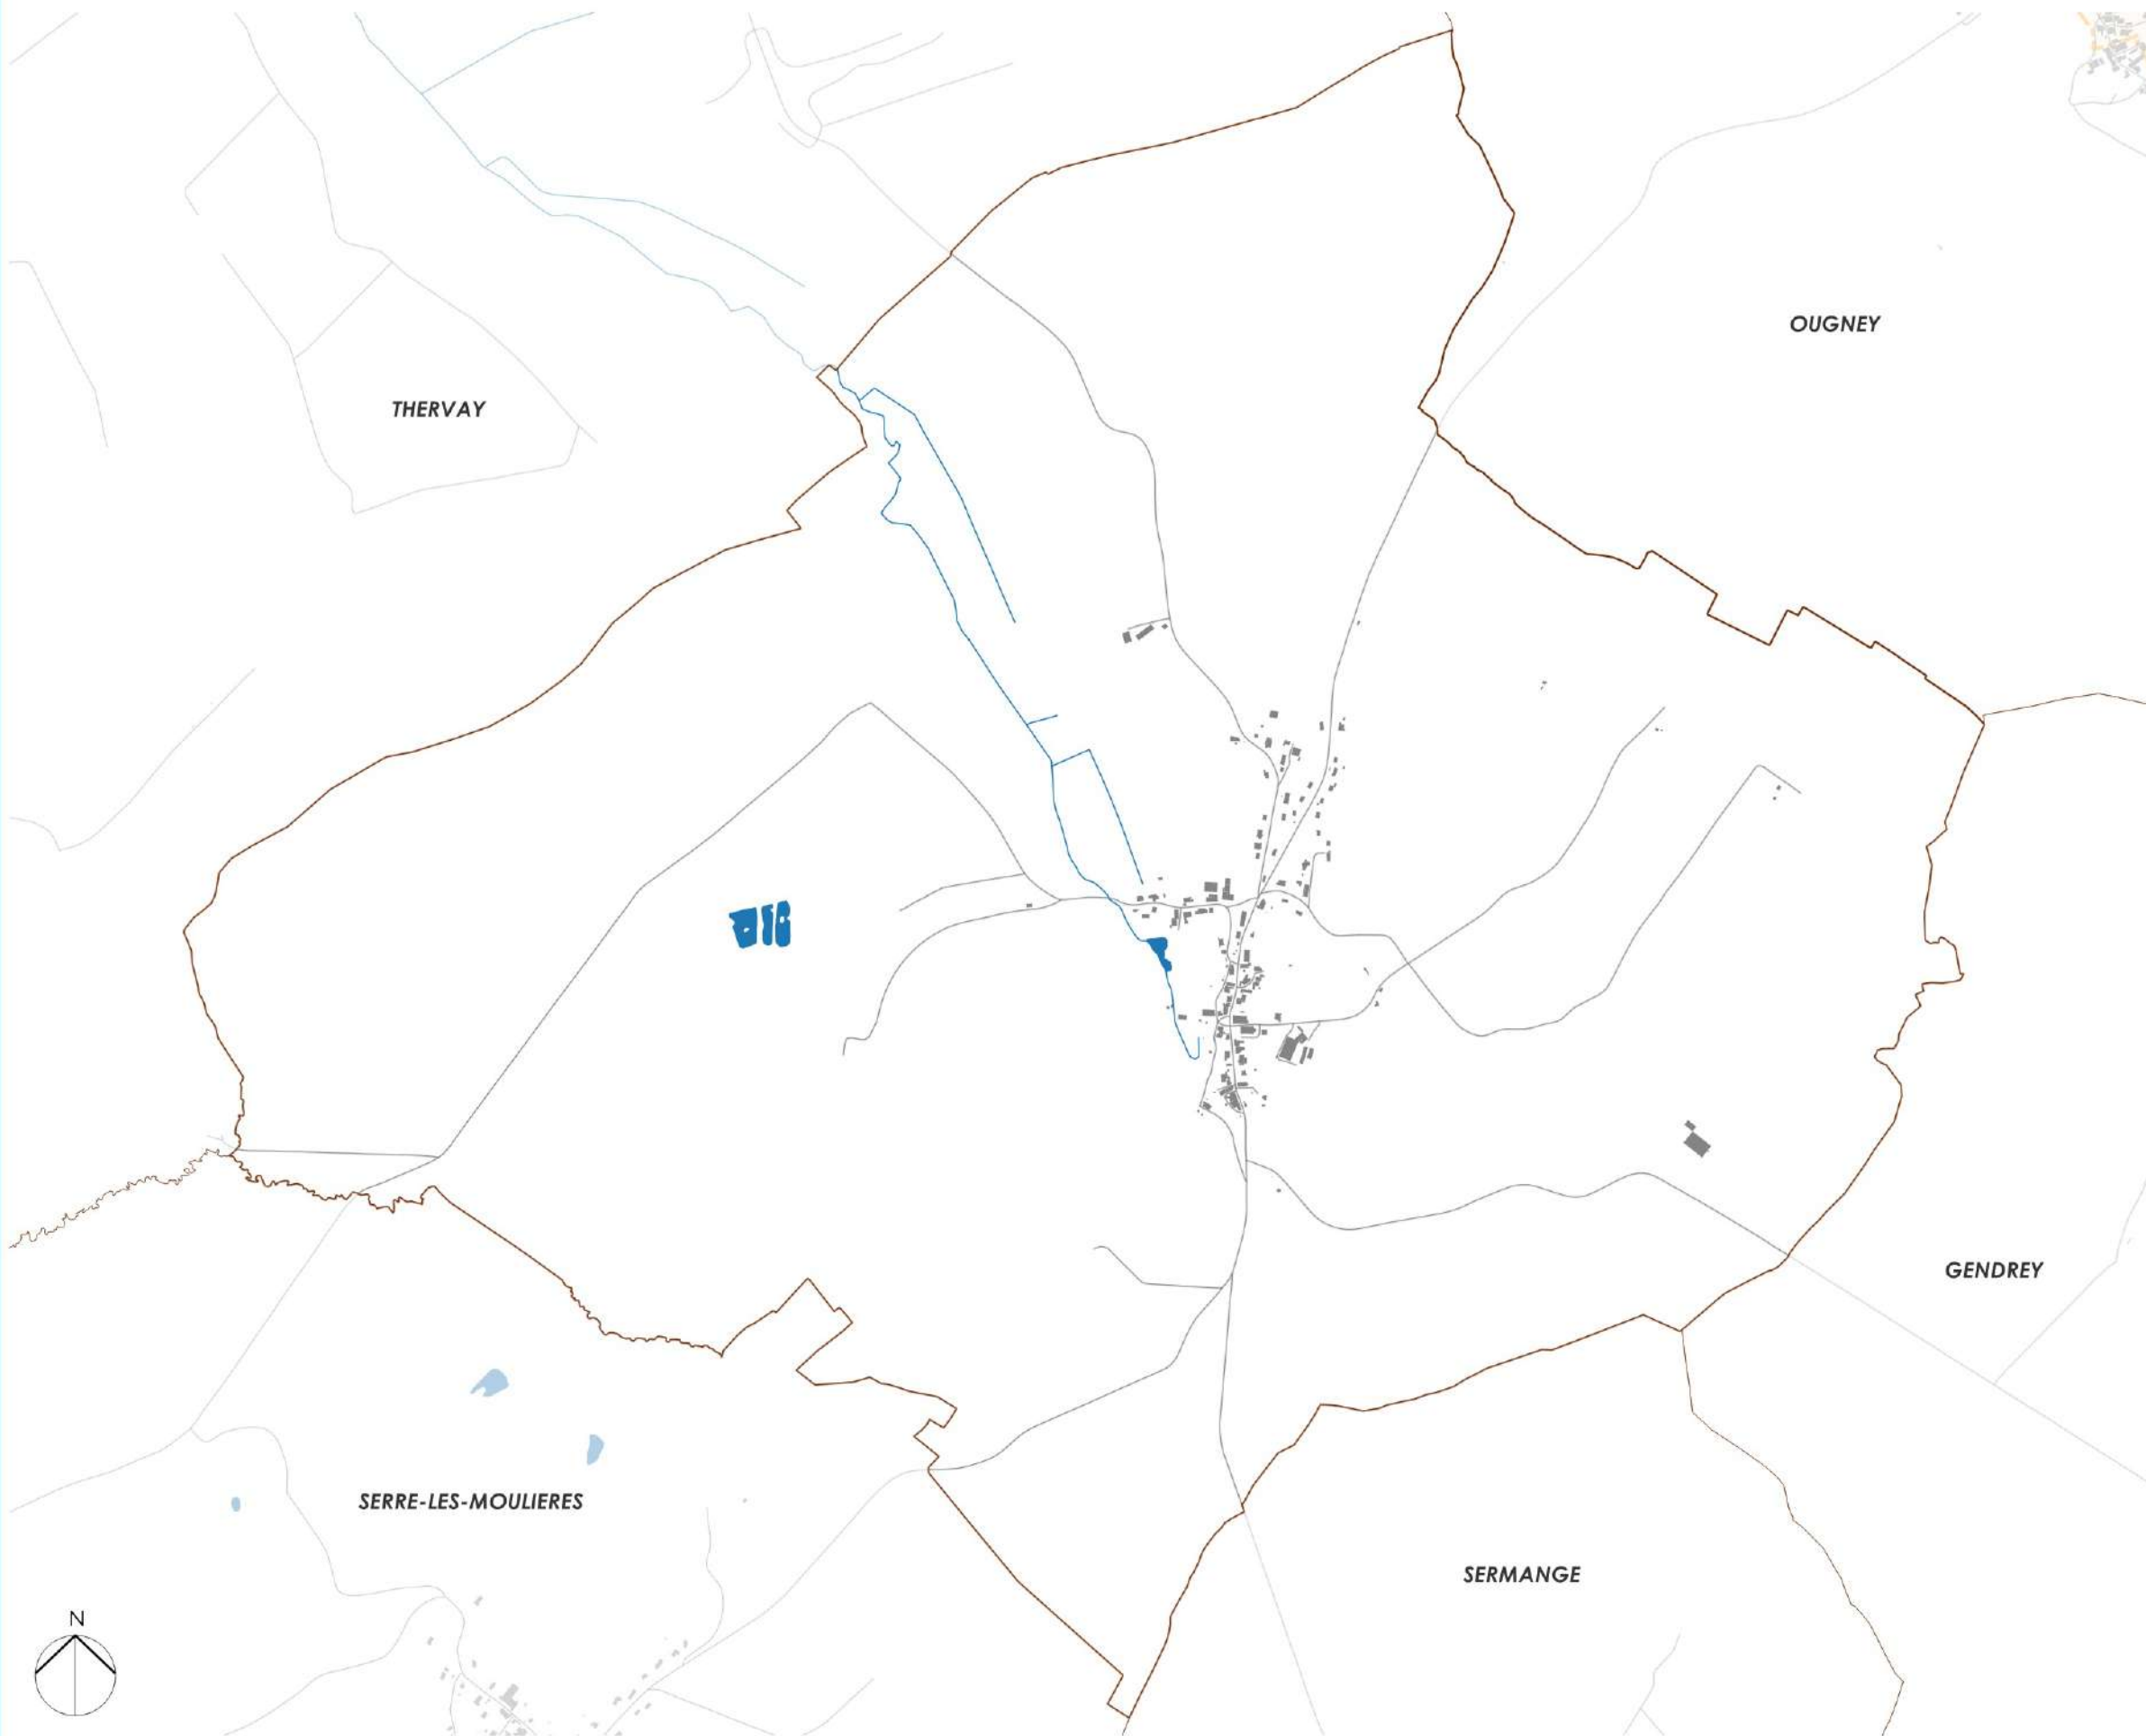 OUGNEY
THERVAY
GENDREY
SERRE-LES-MOULIERES
SERMANGE
N